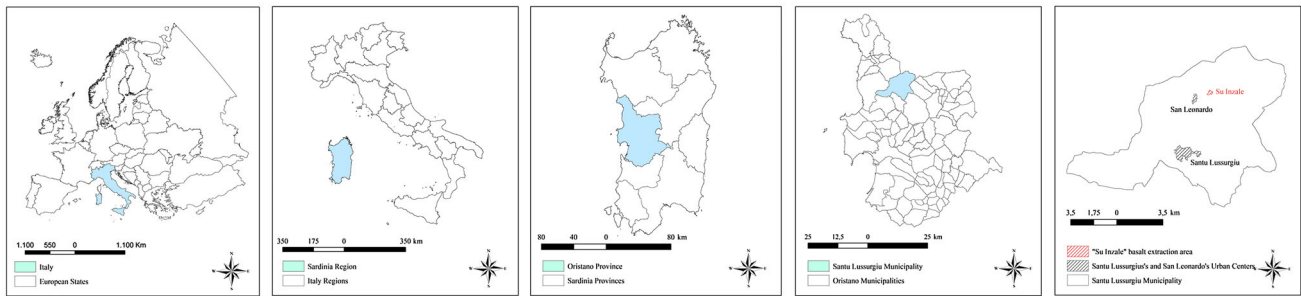 1.100 550 0 1.100 Km
Italy
European States
N
W E
S
350 175 0 350 km
Sardinia Region
Italy Regions
N
W E
S
80 40 0 80 km
Oristano Province
Sardinia Provinces
N
W E
S
25 12,5 0 25 km
Santu Lussurgiu Municipality
Oristano Municipalities
N
W E
S
Su Inzale
San Leonardo
Santu Lussurgiu
3,5 1,75 0 3,5 km
"Su Inzale" basalt extraction area
Santu Lussurgius's and San Leonardo's Urban Centers
Santu Lussurgiu Municipality
N
W E
S